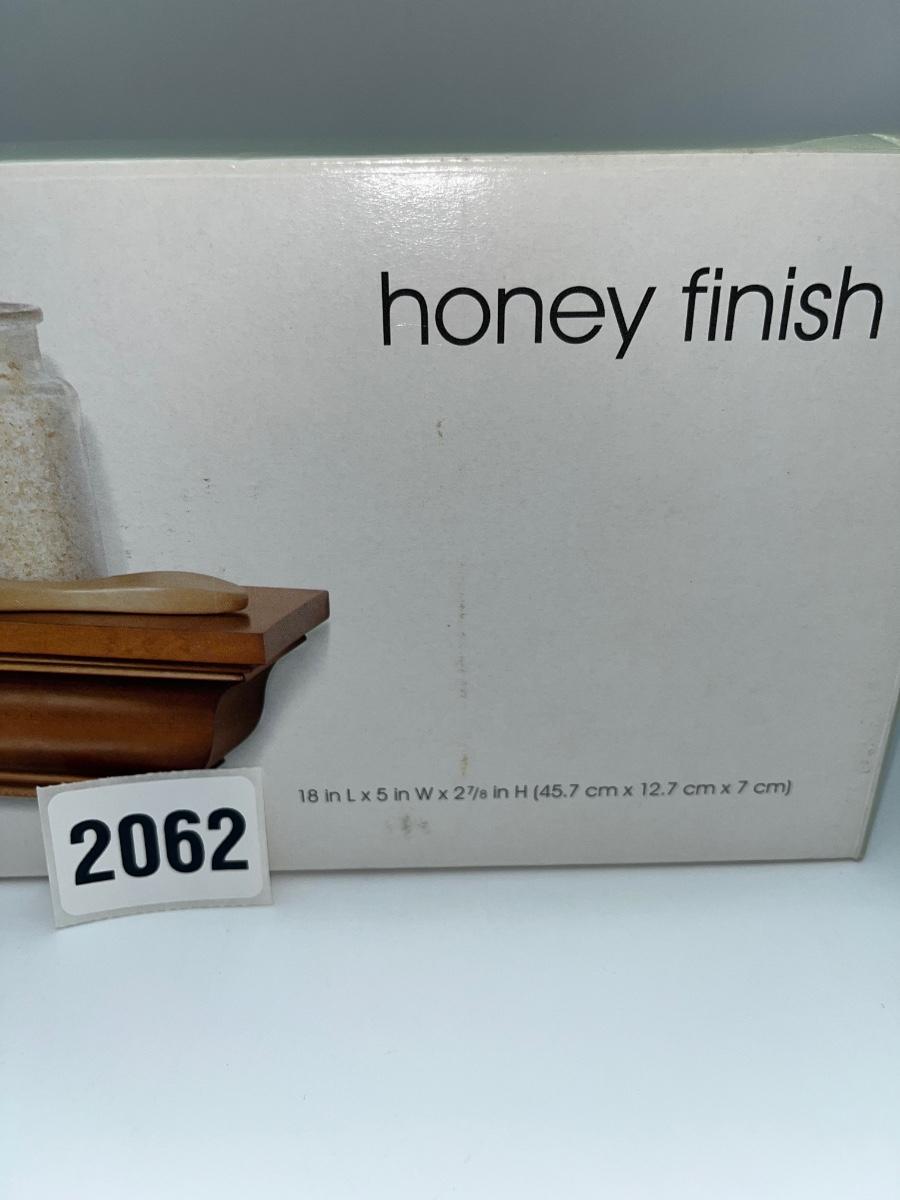 honey finish
18 in L x 5 in W x 2⅞ in H (45.7 cm x 12.7 cm x 7 cm)
2062